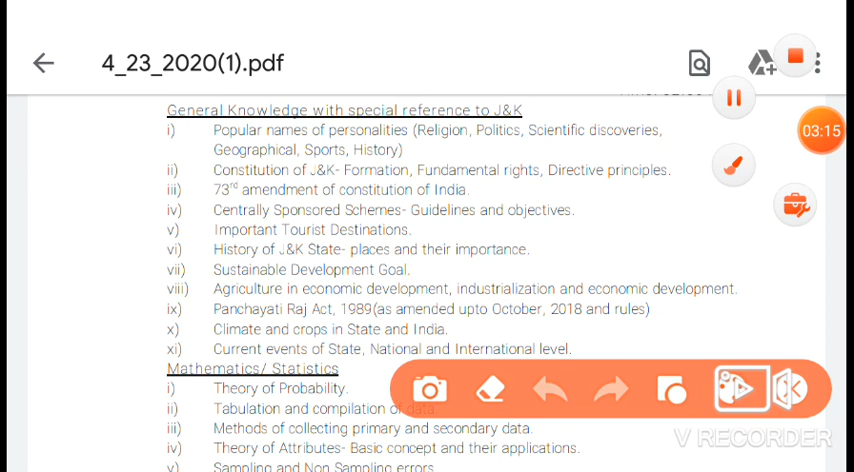 4_23_2020(1).pdf
03:15
General Knowledge with special reference to J&K
i) Popular names of personalities (Religion, Politics, Scientific discoveries,
Geographical, Sports, History)
ii) Constitution of J&K- Formation, Fundamental rights, Directive principles.
iii) 73rd amendment of constitution of India.
iv) Centrally Sponsored Schemes- Guidelines and objectives.
v) Important Tourist Destinations.
vi) History of J&K State- places and their importance.
vii) Sustainable Development Goal.
viii) Agriculture in economic development, industrialization and economic development.
ix) Panchayati Raj Act, 1989(as amended upto October, 2018 and rules)
x) Climate and crops in State and India.
xi) Current events of State, National and International level.
Mathematics/ Statistics
i) Theory of Probability.
ii) Tabulation and compilation of data.
iii) Methods of collecting primary and secondary data.
iv) Theory of Attributes- Basic concept and their applications.
v) Sampling and Non Sampling errors
V RECORDER